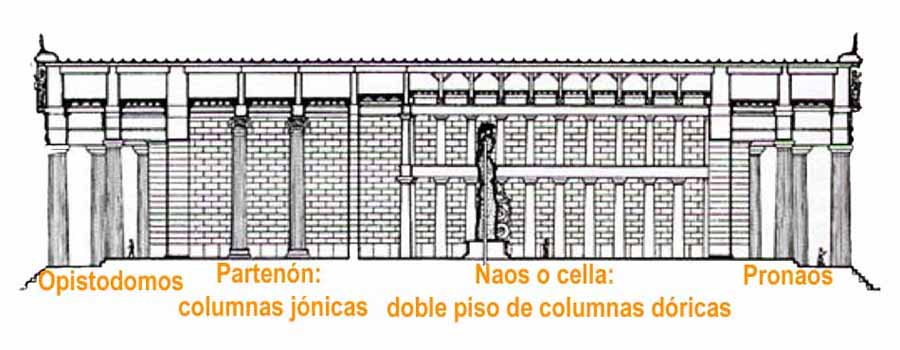 Opistodomos
Partenón:
columnas jónicas
Naos o cella:
doble piso de columnas dóricas
Pronaos